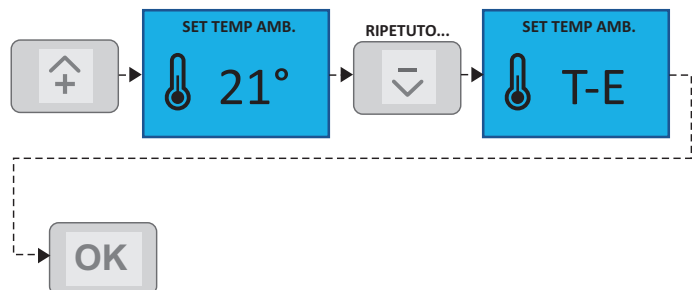 +
SET TEMP AMB.
21°
RIPETUTO...
−
SET TEMP AMB.
T-E
OK